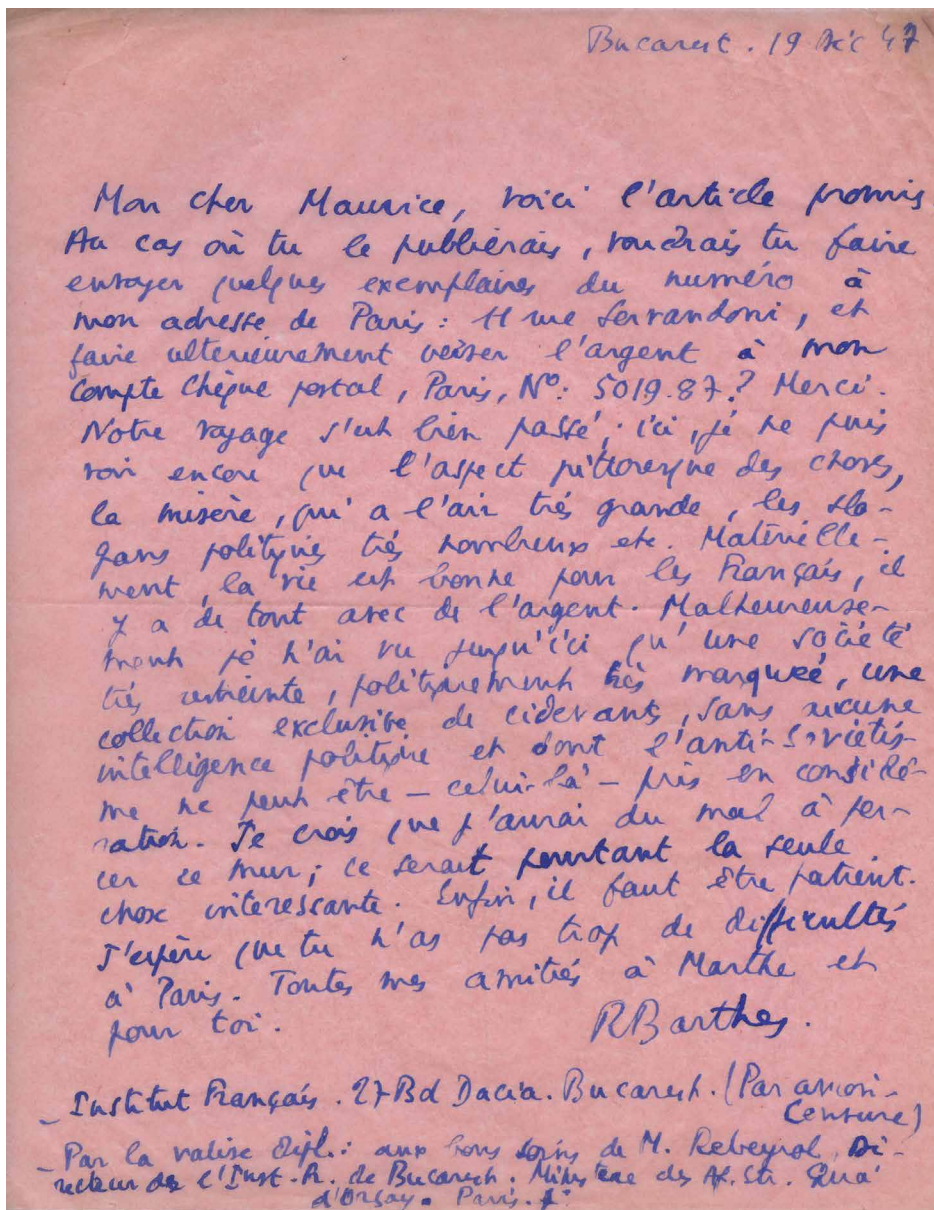 Bucarest. 19 Déc 47
Mon cher Maurice, voici l'article promis
Au cas où tu le publierais, voudrais tu faire
envoyer quelques exemplaires du numéro à
mon adresse de Paris : 11 rue Servandoni, et
faire ultérieurement verser l'argent à mon
Compte Chèque postal, Paris, N°: 5019.87? Merci.
Notre voyage s'est bien passé; ici, je ne puis
voir encore que l'aspect pittoresque des choses,
la misère, qui a l'air très grande, les slo-
gans politiques très nombreux etc. Matérielle-
ment, la vie est bonne pour les Français, il
y a de tout avec de l'argent. Malheureuse-
ment je n'ai vu jusqu'ici qu'une société
très restreinte, politiquement très marquée, une
collection exclusive de cidevants, sans aucune
intelligence politique et dont l'anti-soviétis-
me ne peut être – celui-là – pris en considé-
ration. Je crois que j'aurai du mal à per-
cer ce mur; ce serait pourtant la seule
chose intéressante. Enfin, il faut être patient.
J'espère que tu n'as pas trop de difficultés
à Paris. Toutes mes amitiés à Marthe et
pour toi.
RBarthes.
– Institut Français. 27 Bd Dacia. Bucarest. (Par avion-
Censure)
– Par la valise dipl.: aux bons soins de M. Rebeyrol, Di-
recteur de l'Inst. Fr. de Bucarest. Ministère des Af. Etr. Quai
d'Orsay. Paris.